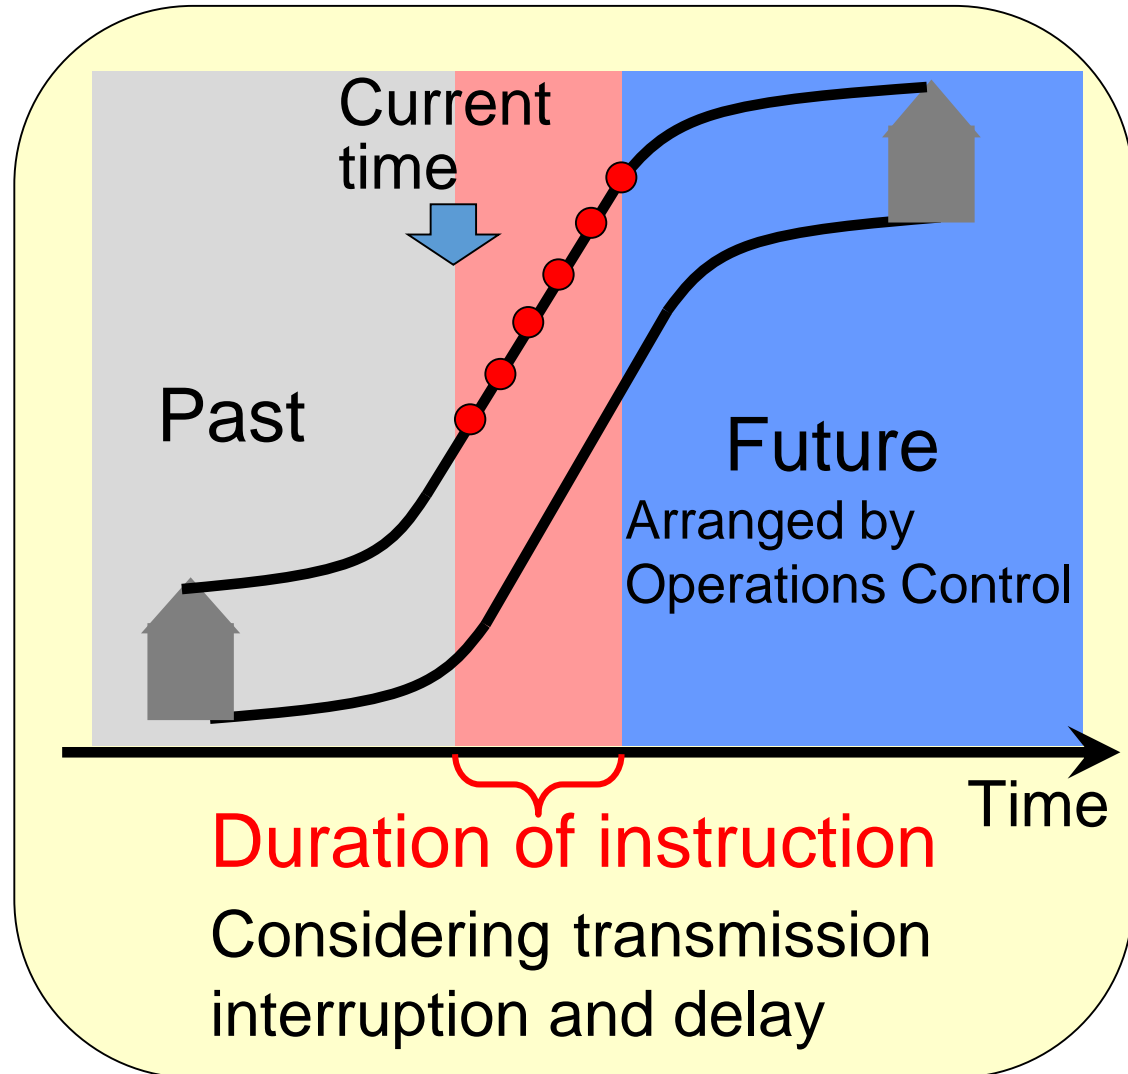 Current
time
Past
Future
Arranged by
Operations Control
Time
Duration of instruction
Considering transmission
interruption and delay